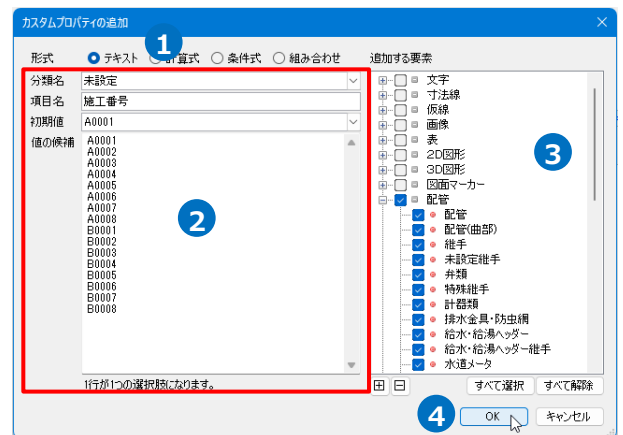 カスタムプロパティの追加
形式 テキスト 計算式 条件式 組み合わせ 追加する要素
1
分類名 未設定
項目名 施工番号
初期値 A0001
値の候補 A0001
A0002
A0003
A0004
A0005
A0006
A0007
A0008
B0001
B0002
B0003
B0004
B0005
B0006
B0007
B0008
2
1行が1つの選択肢になります。
文字
寸法線
仮線
画像
表
2D図形
3D図形
図面マーカー
配管
配管
配管(曲部)
継手
未設定継手
弁類
特殊継手
計器類
排水金具・防虫網
給水・給湯ヘッダー
給水・給湯ヘッダー継手
水道メータ
3
すべて選択 すべて解除
4
OK キャンセル